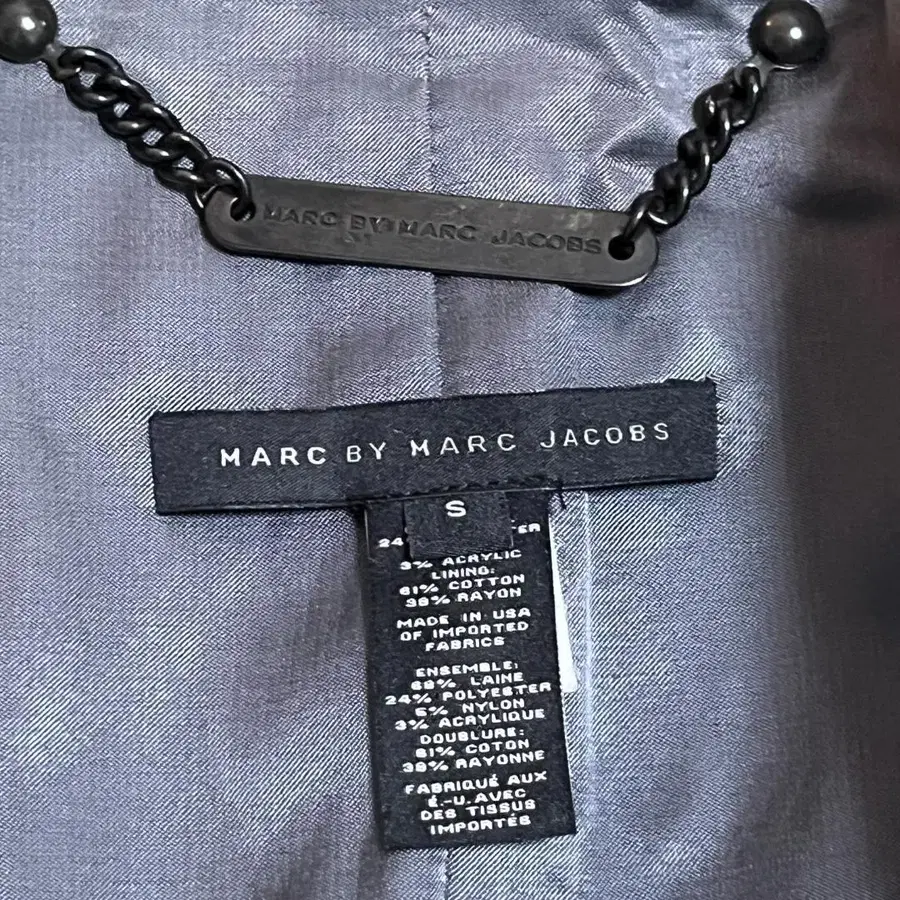 MARC BY MARC JACOBS
MARC BY MARC JACOBS
S
24 ER
3% ACRYLIC
LINING:
61% COTTON
39% RAYON
MADE IN USA
OF IMPORTED
FABRICS
ENSEMBLE:
68% LAINE
24% POLYESTER
5% NYLON
3% ACRYLIQUE
DOUBLURE:
61% COTON
39% RAYONNE
FABRIQUÉ AUX
É.-U. AVEC
DES TISSUS
IMPORTÉS